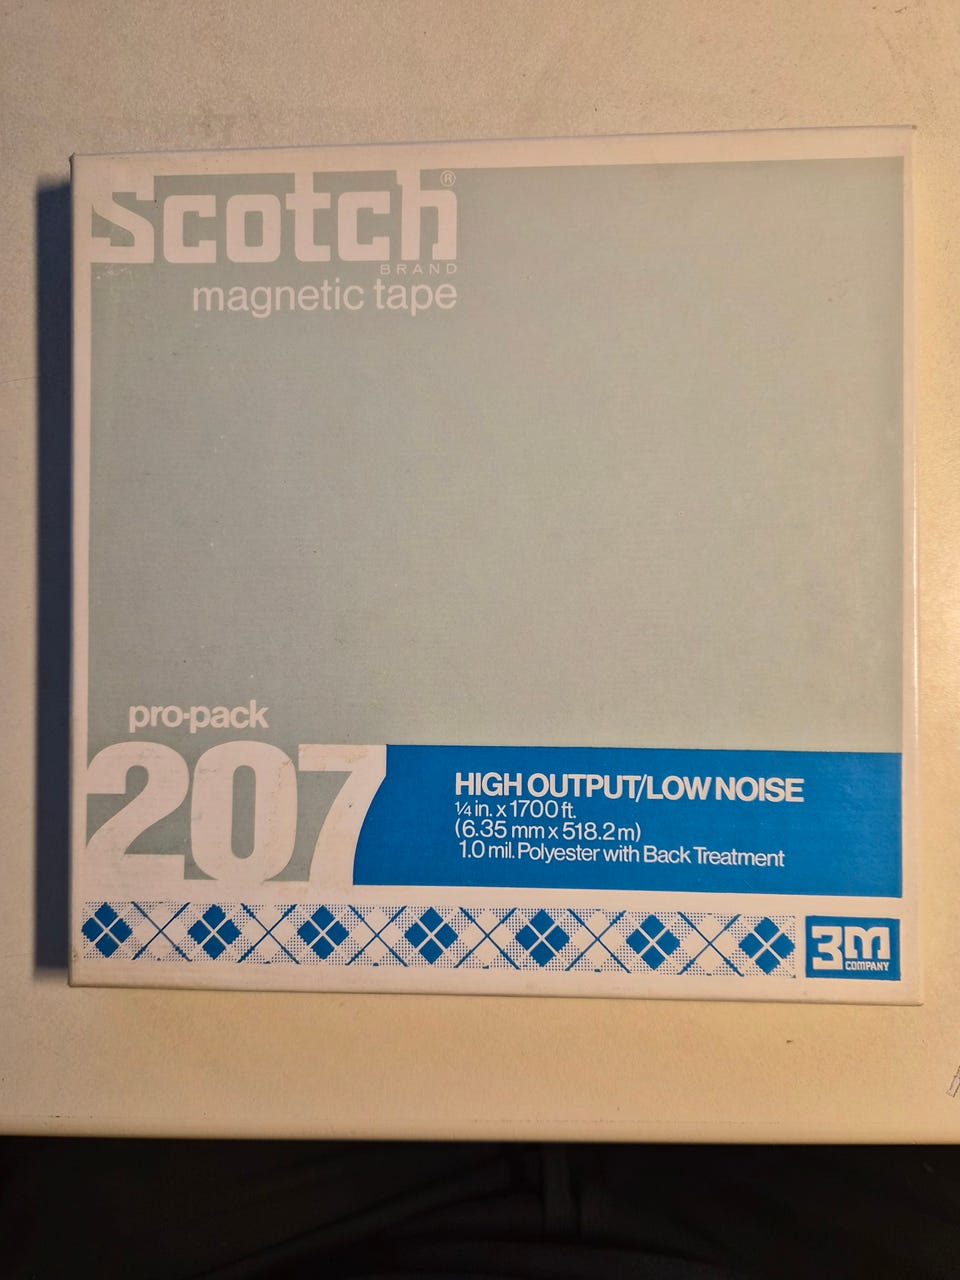 Scotch®
BRAND
magnetic tape
pro-pack
207
HIGH OUTPUT/LOW NOISE
¼ in. x 1700 ft.
(6.35 mm x 518.2 m)
1.0 mil. Polyester with Back Treatment
3M
COMPANY